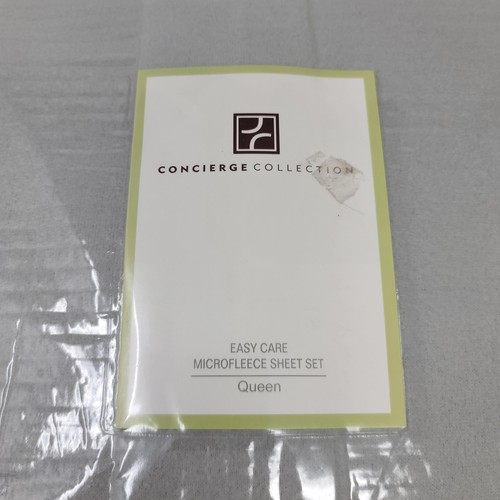 CONCIERGE COLLECTION
EASY CARE
MICROFLEECE SHEET SET
Queen